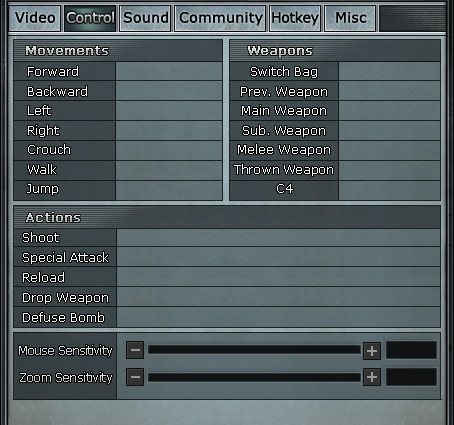 Video Control Sound Community Hotkey Misc
Movements
Forward
Backward
Left
Right
Crouch
Walk
Jump
Weapons
Switch Bag
Prev. Weapon
Main Weapon
Sub. Weapon
Melee Weapon
Thrown Weapon
C4
Actions
Shoot
Special Attack
Reload
Drop Weapon
Defuse Bomb
Mouse Sensitivity
Zoom Sensitivity